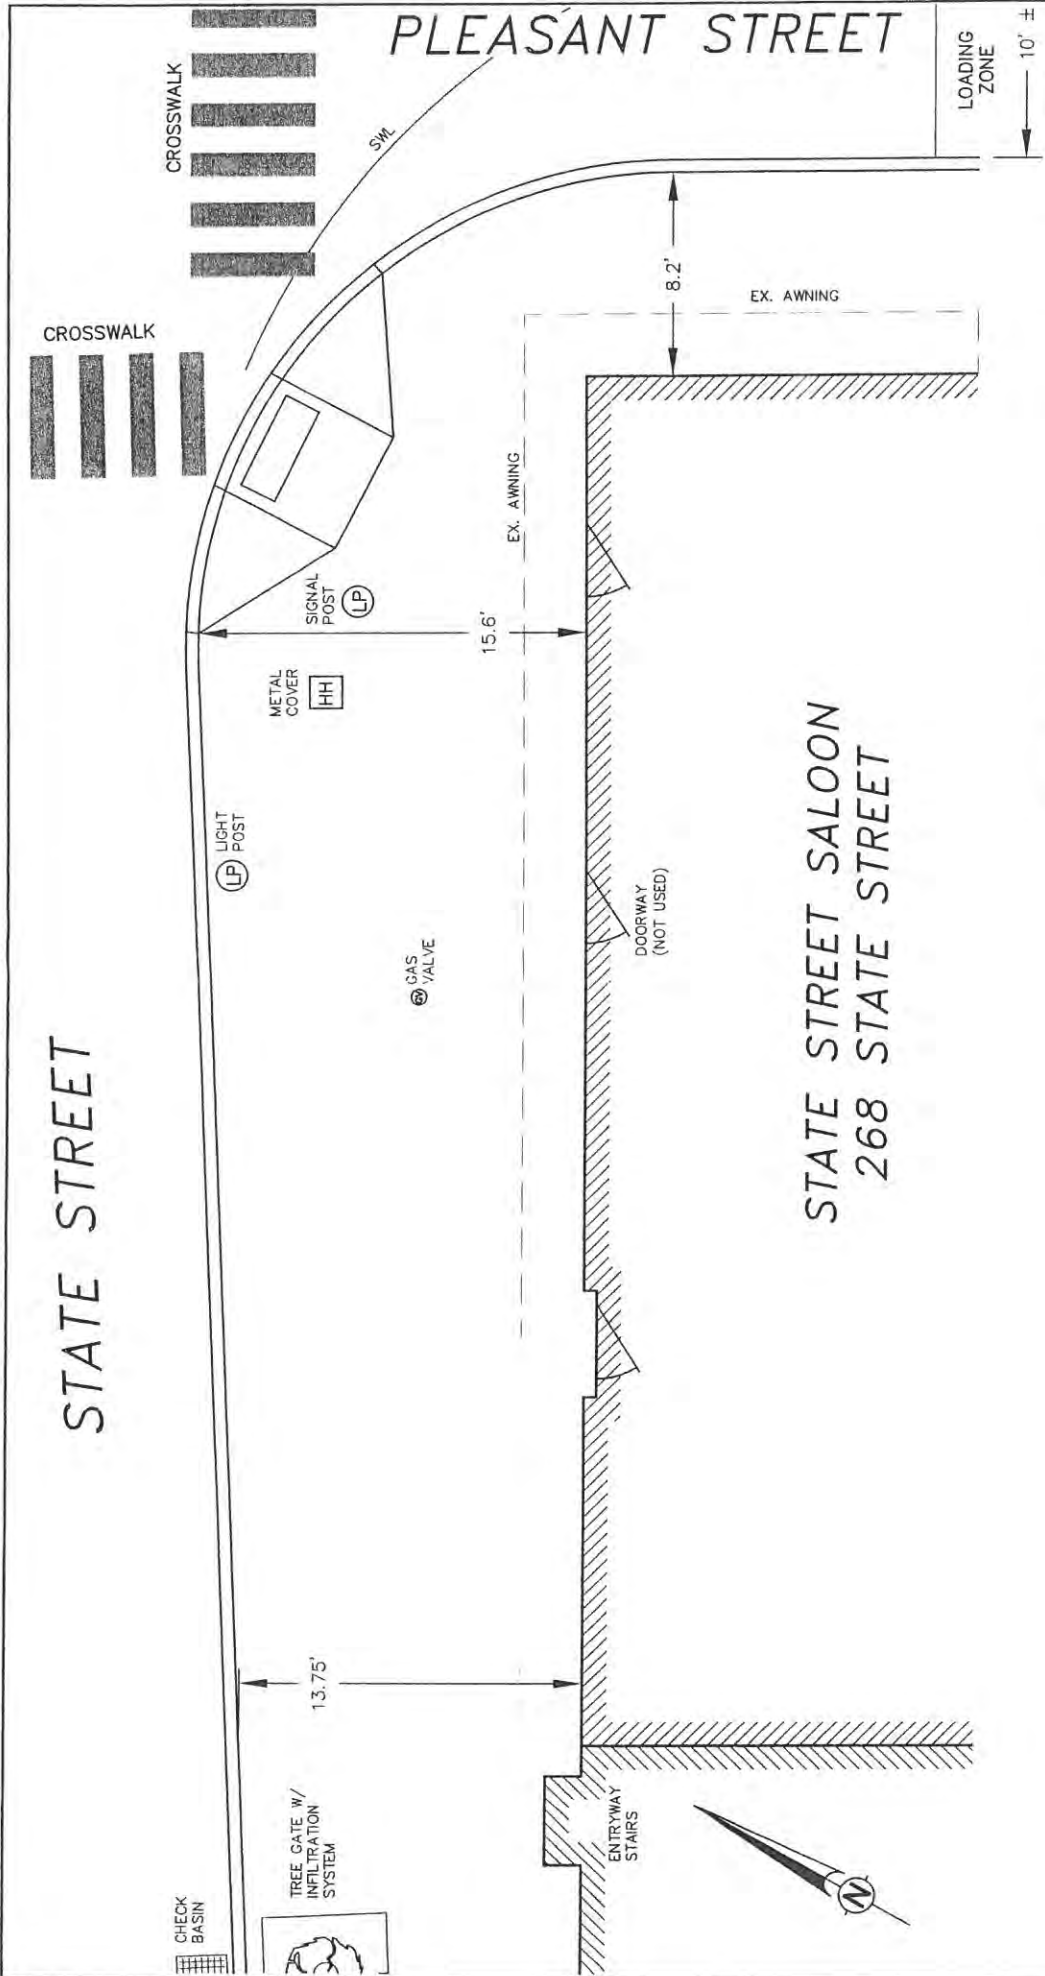 PLEASANT STREET
CROSSWALK
SWL
LOADING
ZONE
10' ±
CROSSWALK
8.2'
EX. AWNING
EX. AWNING
SIGNAL
POST
LP
15.6'
METAL
COVER
HH
LP
LIGHT
POST
DOORWAY
(NOT USED)
GV
GAS
VALVE
STATE STREET
STATE STREET SALOON
268 STATE STREET
13.75'
TREE GATE W/
INFILTRATION
SYSTEM
ENTRYWAY
STAIRS
CHECK
BASIN
N